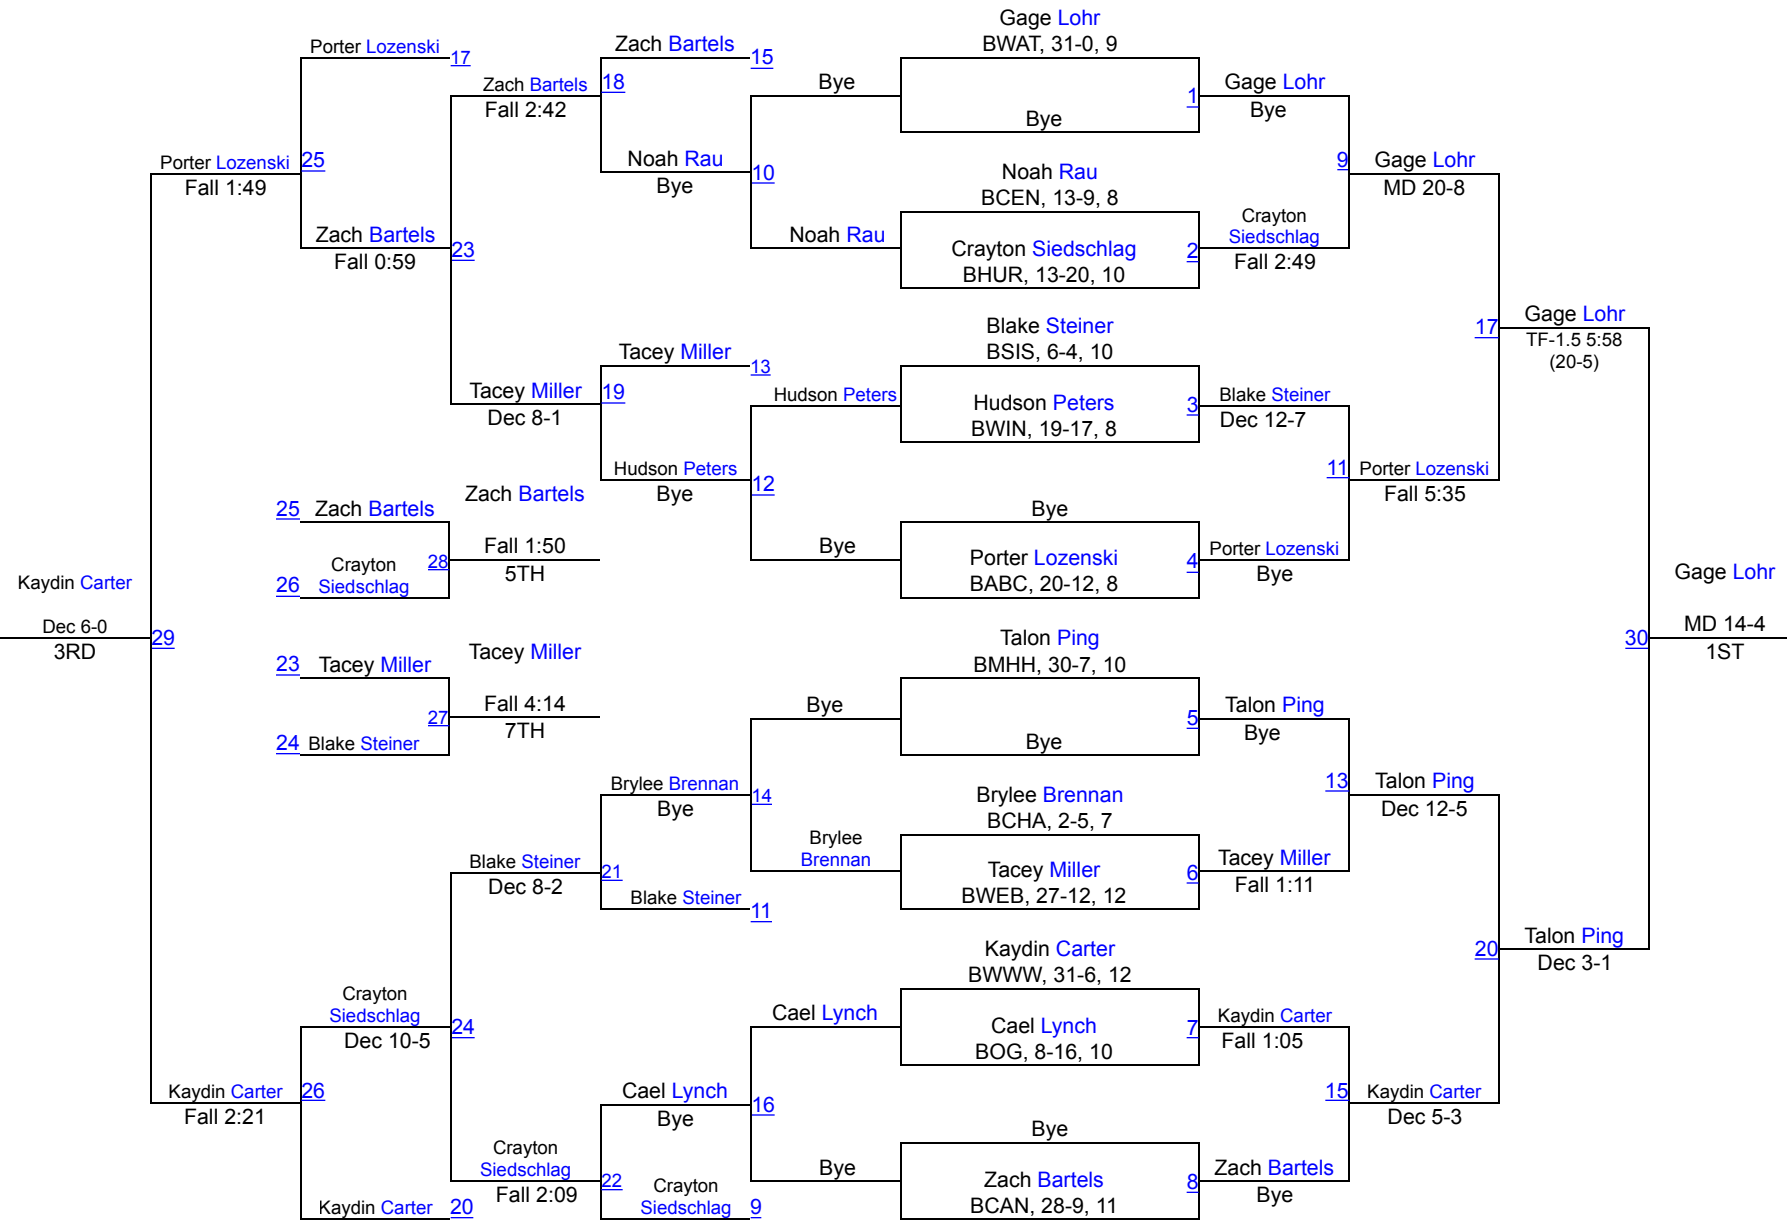 Gage Lohr
BWAT, 31-0, 9
Bye
Noah Rau
BCEN, 13-9, 8
Crayton Siedschlag
BHUR, 13-20, 10
Blake Steiner
BSIS, 6-4, 10
Hudson Peters
BWIN, 19-17, 8
Bye
Porter Lozenski
BABC, 20-12, 8
Talon Ping
BMHH, 30-7, 10
Bye
Brylee Brennan
BCHA, 2-5, 7
Tacey Miller
BWEB, 27-12, 12
Kaydin Carter
BWWW, 31-6, 12
Cael Lynch
BOG, 8-16, 10
Bye
Zach Bartels
BCAN, 28-9, 11
1
Gage Lohr
Bye
2
Crayton
Siedschlag
Fall 2:49
3
Blake Steiner
Dec 12-7
4
Porter Lozenski
Bye
5
Talon Ping
Bye
6
Tacey Miller
Fall 1:11
7
Kaydin Carter
Fall 1:05
8
Zach Bartels
Bye
9
Gage Lohr
MD 20-8
11
Porter Lozenski
Fall 5:35
13
Talon Ping
Dec 12-5
15
Kaydin Carter
Dec 5-3
17
Gage Lohr
TF-1.5 5:58
(20-5)
20
Talon Ping
Dec 3-1
30
Gage Lohr
MD 14-4
1ST
Bye
Noah Rau
Hudson Peters
Bye
Bye
Brylee
Brennan
Cael Lynch
Bye
Zach Bartels
15
10
Noah Rau
Bye
Tacey Miller
13
12
Hudson Peters
Bye
14
Brylee Brennan
Bye
Blake Steiner
11
16
Cael Lynch
Bye
Crayton
Siedschlag
9
18
Zach Bartels
Fall 2:42
19
Tacey Miller
Dec 8-1
21
Blake Steiner
Dec 8-2
22
Crayton
Siedschlag
Fall 2:09
Porter Lozenski
17
23
Zach Bartels
Fall 0:59
24
Crayton
Siedschlag
Dec 10-5
Kaydin Carter
20
25
Porter Lozenski
Fall 1:49
26
Kaydin Carter
Fall 2:21
29
Kaydin Carter
Dec 6-0
3RD
25
Zach Bartels
26
Crayton
Siedschlag
28
Zach Bartels
Fall 1:50
5TH
23
Tacey Miller
24
Blake Steiner
27
Tacey Miller
Fall 4:14
7TH